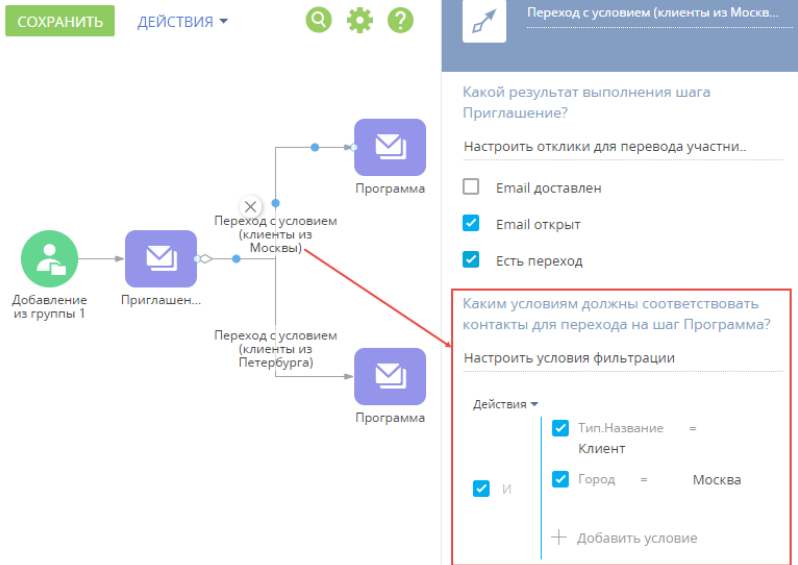 СОХРАНИТЬ
ДЕЙСТВИЯ
Программа
Переход с условием
(клиенты из
Москвы)
Добавление
из группы 1
Приглашен...
Переход с условием
(клиенты из
Петербурга)
Программа
Переход с условием (клиенты из Москв...
Какой результат выполнения шага
Приглашение?
Настроить отклики для перевода участни..
Email доставлен
Email открыт
Есть переход
Каким условиям должны соответствовать
контакты для перехода на шаг Программа?
Настроить условия фильтрации
Действия
Тип.Название =
Клиент
И
Город = Москва
Добавить условие